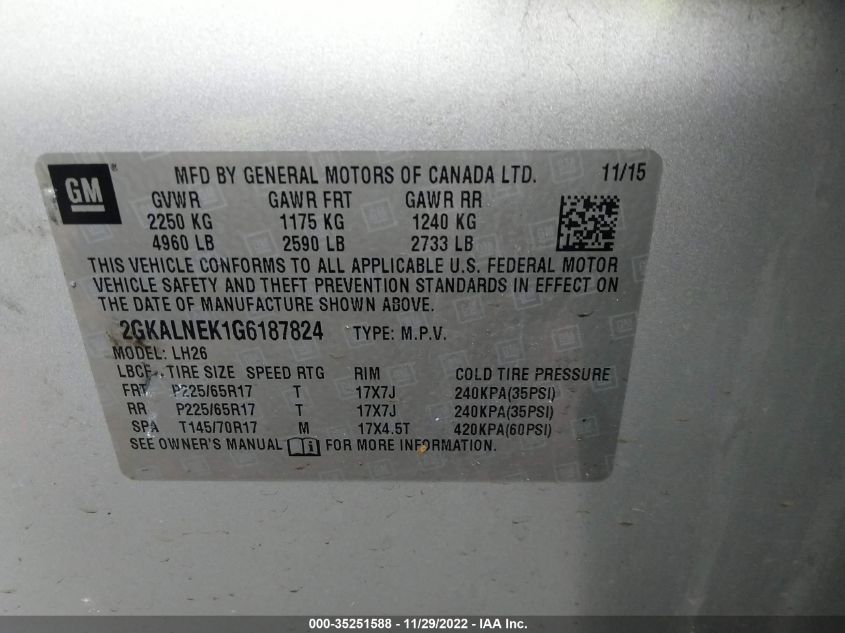 GM
MFD BY GENERAL MOTORS OF CANADA LTD. 11/15
GVWR GAWR FRT GAWR RR
2250 KG 1175 KG 1240 KG
4960 LB 2590 LB 2733 LB
THIS VEHICLE CONFORMS TO ALL APPLICABLE U.S. FEDERAL MOTOR
VEHICLE SAFETY AND THEFT PREVENTION STANDARDS IN EFFECT ON
THE DATE OF MANUFACTURE SHOWN ABOVE.
2GKALNEK1G6187824 TYPE: M.P.V.
MODEL: LH26
LBCF TIRE SIZE SPEED RTG RIM COLD TIRE PRESSURE
FRT P225/65R17 T 17X7J 240KPA(35PSI)
RR P225/65R17 T 17X7J 240KPA(35PSI)
SPA T145/70R17 M 17X4.5T 420KPA(60PSI)
SEE OWNER'S MANUAL FOR MORE INFORMATION.
000-35251588 - 11/29/2022 - IAA Inc.